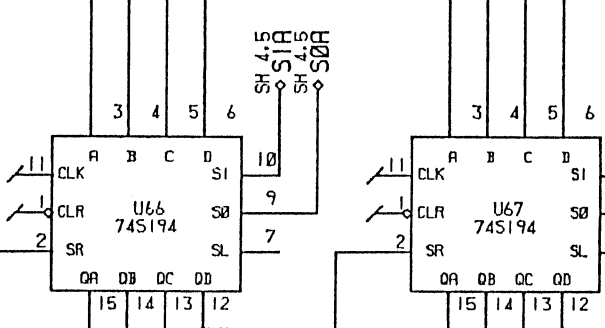 SH 4,5
S1A
SH 4,5
S0A
3 4 5 6
3 4 5 6
A B C D
A B C D
11 CLK S1 10
11 CLK S1
1 CLR U66 S0 9
1 CLR U67 S0
74S194
74S194
2 SR SL 7
2 SR SL
QA QB QC QD
QA QB QC QD
15 14 13 12
15 14 13 12